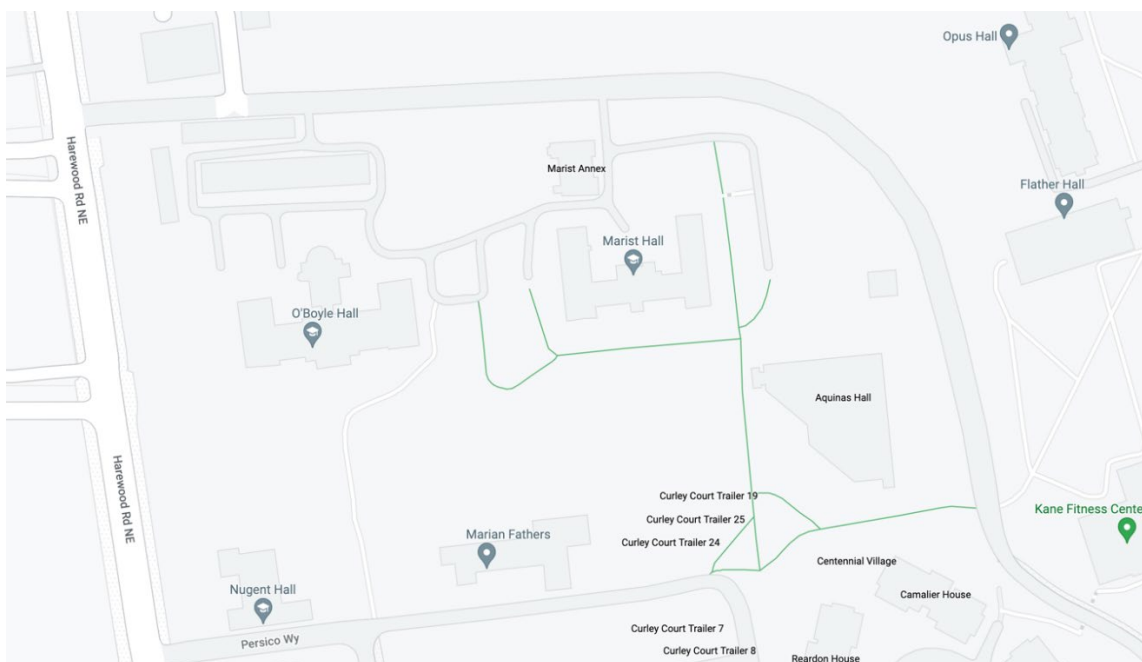 Opus Hall
Harewood Rd NE
Marist Annex
Flather Hall
Marist Hall
O'Boyle Hall
Aquinas Hall
Harewood Rd NE
Curley Court Trailer 19
Curley Court Trailer 25
Curley Court Trailer 24
Kane Fitness Cente
Marian Fathers
Centennial Village
Nugent Hall
Camalier House
Persico Wy
Curley Court Trailer 7
Curley Court Trailer 8
Reardon House